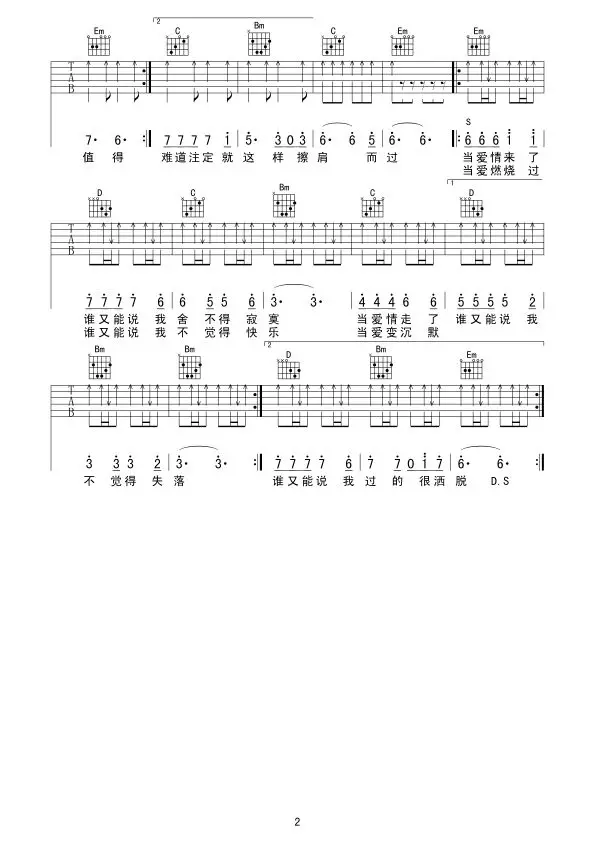 2
Em C Bm C Em Em
T A B
7· 6· :| 7 7 7 7 1 | 5· 3 0 3 | 6· 6 5 | 6· 6· |: 6 6 6 1 1
S
值 得 难道注定就这样擦肩而过 当爱情来了
当爱燃烧过
1
D C Bm C D
T A B
7 7 7 7 6 | 6 5 5 6 | 3· 3· | 4 4 4 6 6 | 5 5 5 5 2
谁又能说我舍不得寂寞 当爱情走了谁又能说我
谁又能说我不觉得快乐 当爱变沉默
2
Bm Bm D Bm Em
T A B
3 3 3 2 | 3· 3· :| 7 7 7 7 6 | 7 7 0 1 7 | 6· 6· :|
不觉得失落 谁又能说我过的很洒脱 D.S
2